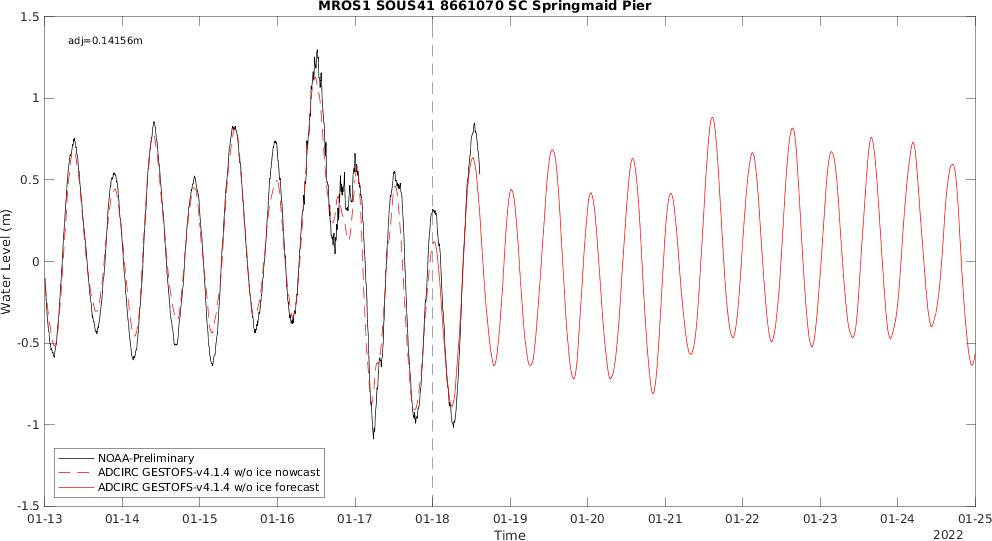 MROS1 SOUS41 8661070 SC Springmaid Pier
adj=0.14156m
1.5
1
0.5
0
-0.5
-1
-1.5
Water Level (m)
NOAA-Preliminary
ADCIRC GESTOFS-v4.1.4 w/o ice nowcast
ADCIRC GESTOFS-v4.1.4 w/o ice forecast
01-13 01-14 01-15 01-16 01-17 01-18 01-19 01-20 01-21 01-22 01-23 01-24 01-25
Time
2022